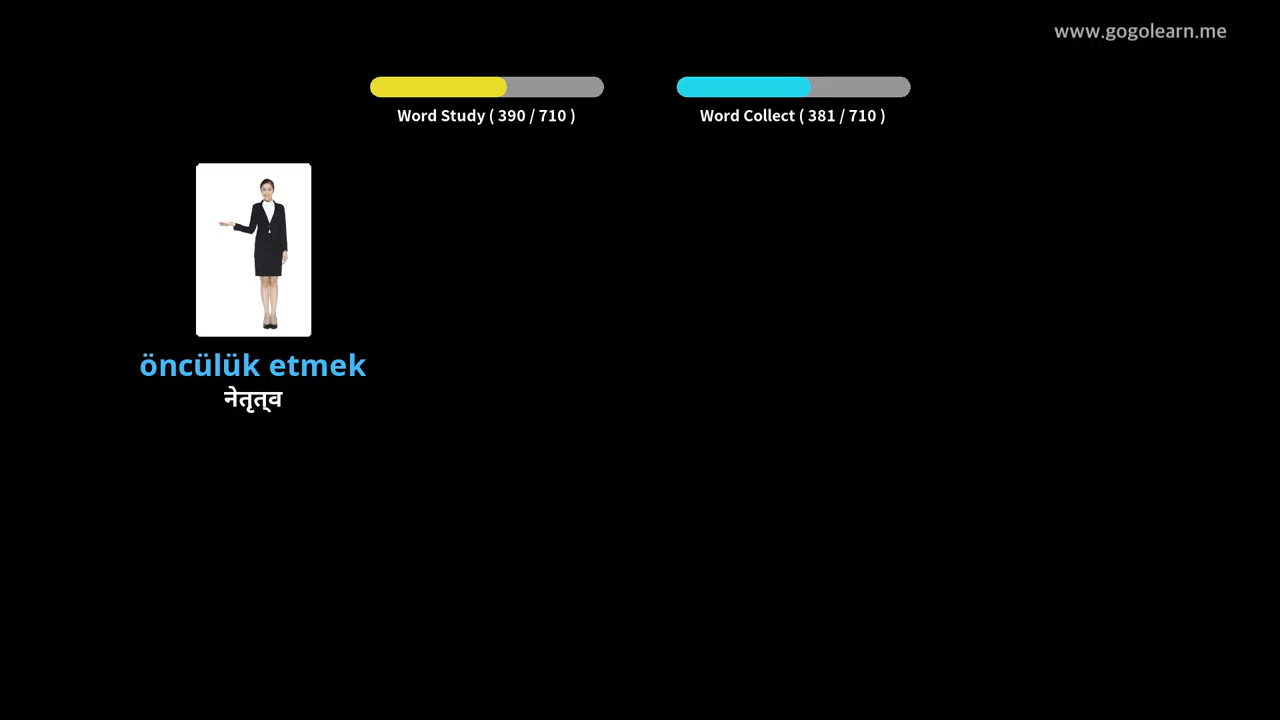 www.gogolearn.me
Word Study ( 390 / 710 )
Word Collect ( 381 / 710 )
öncülük etmek
नेतृत्व